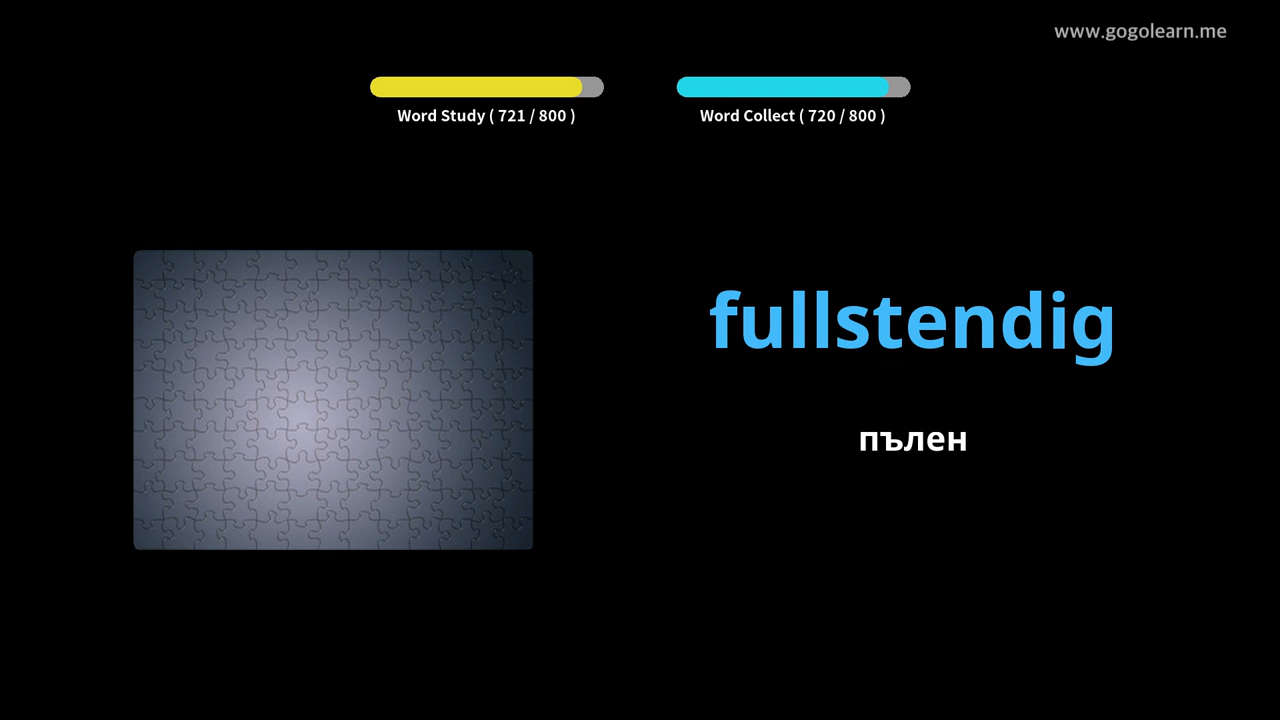 www.gogolearn.me
Word Study ( 721 / 800 )
Word Collect ( 720 / 800 )
fullstendig
пълен